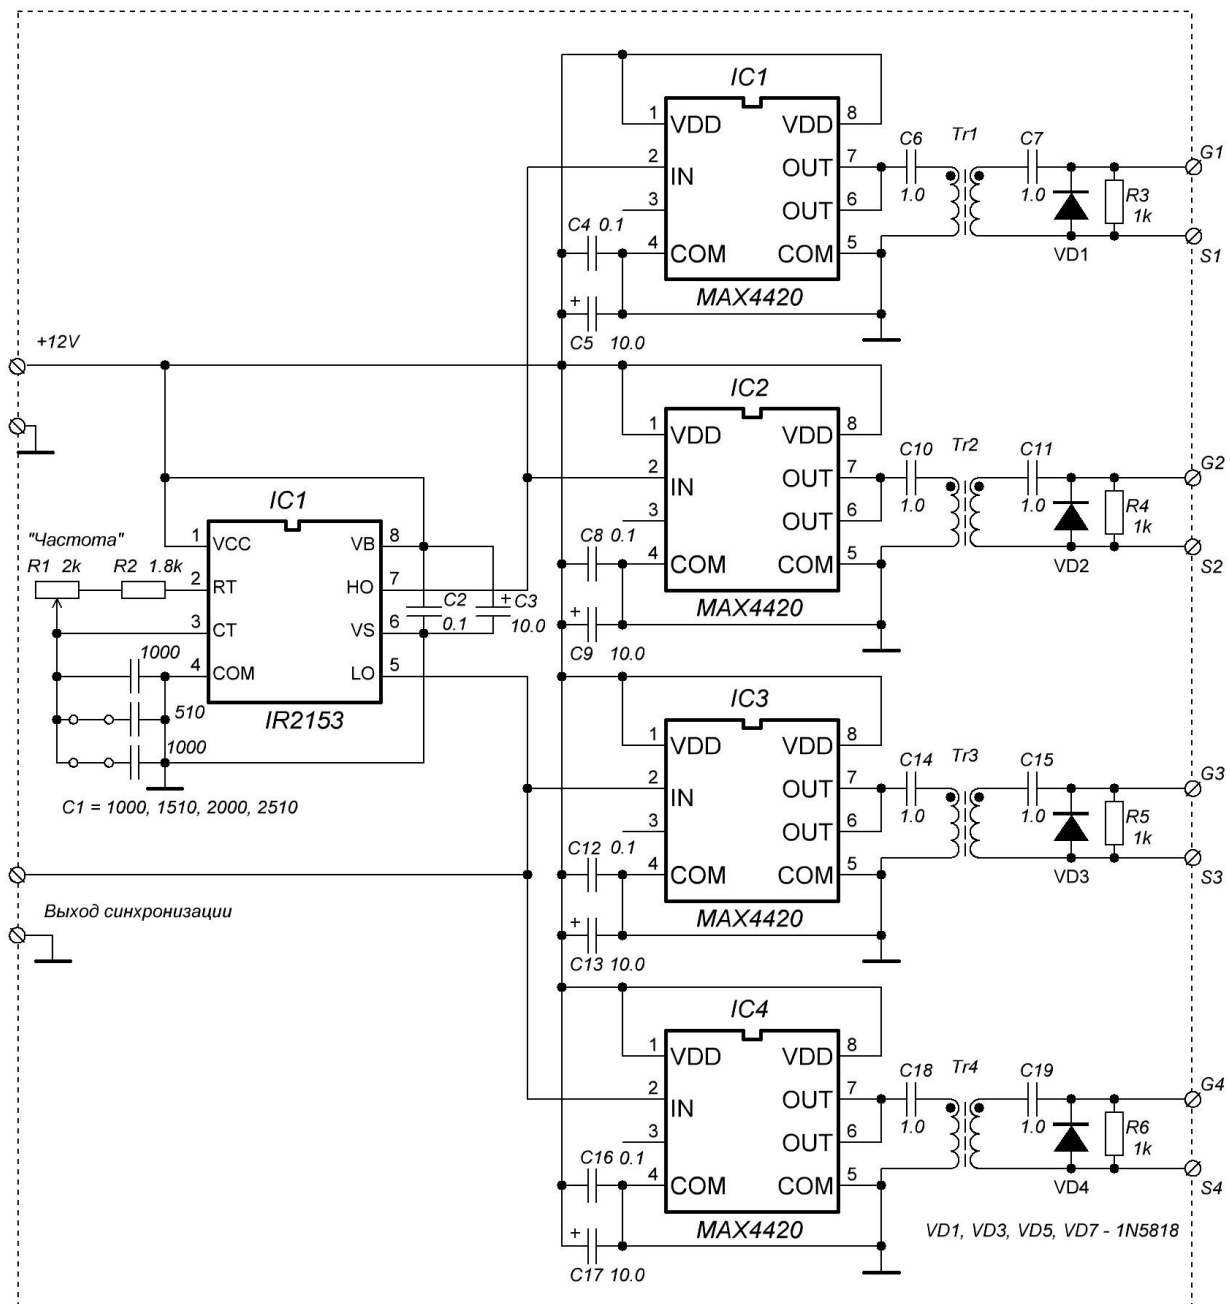 IC1
1
VDD
VDD
8
2
IN
OUT
7
3
OUT
6
4
COM
COM
5
MAX4420
C4 0.1
+
C5 10.0
C6
1.0
Tr1
C7
1.0
VD1
R3
1k
G1
S1
+12V
IC2
1
VDD
VDD
8
2
IN
OUT
7
3
OUT
6
4
COM
COM
5
MAX4420
C8 0.1
+
C9 10.0
C10
1.0
Tr2
C11
1.0
VD2
R4
1k
G2
S2
IC1
"Частота"
R1 2k
R2 1.8k
1
VCC
VB
8
2
RT
HO
7
3
CT
VS
6
4
COM
LO
5
IR2153
C2
0.1
+
C3
10.0
1000
510
1000
C1 = 1000, 1510, 2000, 2510
IC3
1
VDD
VDD
8
2
IN
OUT
7
3
OUT
6
4
COM
COM
5
MAX4420
C12 0.1
+
C13 10.0
C14
1.0
Tr3
C15
1.0
VD3
R5
1k
G3
S3
Выход синхронизации
IC4
1
VDD
VDD
8
2
IN
OUT
7
3
OUT
6
4
COM
COM
5
MAX4420
C16 0.1
+
C17 10.0
C18
1.0
Tr4
C19
1.0
VD4
R6
1k
G4
S4
VD1, VD3, VD5, VD7 - 1N5818